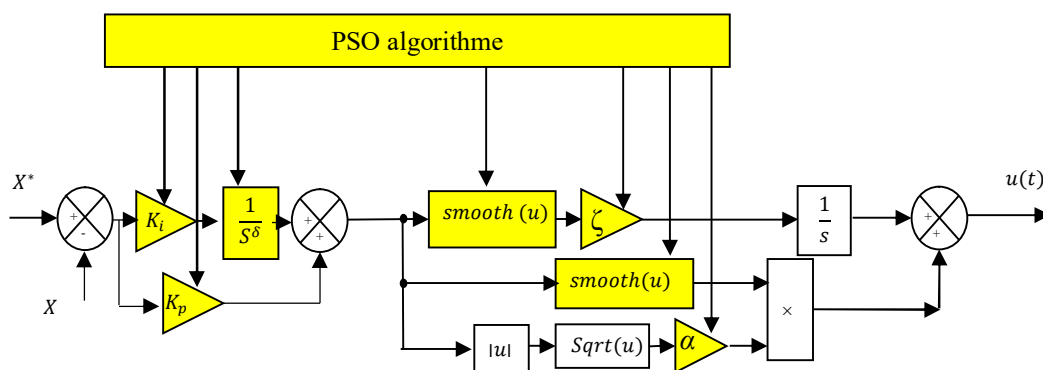 PSO algorithme
X*
+
-
X
K_i
K_p
1
S^δ
+
+
smooth (u)
ζ
smooth(u)
|u|
Sqrt(u)
α
1
s
×
+
+
u(t)